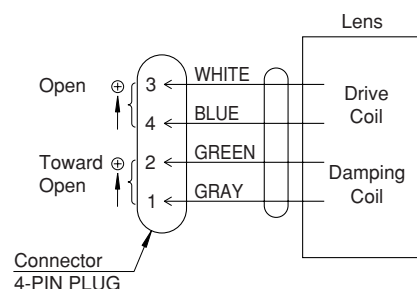 Lens
Open ⊕ 3 WHITE
Drive
Coil
4 BLUE
Toward
Open
⊕ 2 GREEN
Damping
Coil
1 GRAY
Connector
4-PIN PLUG